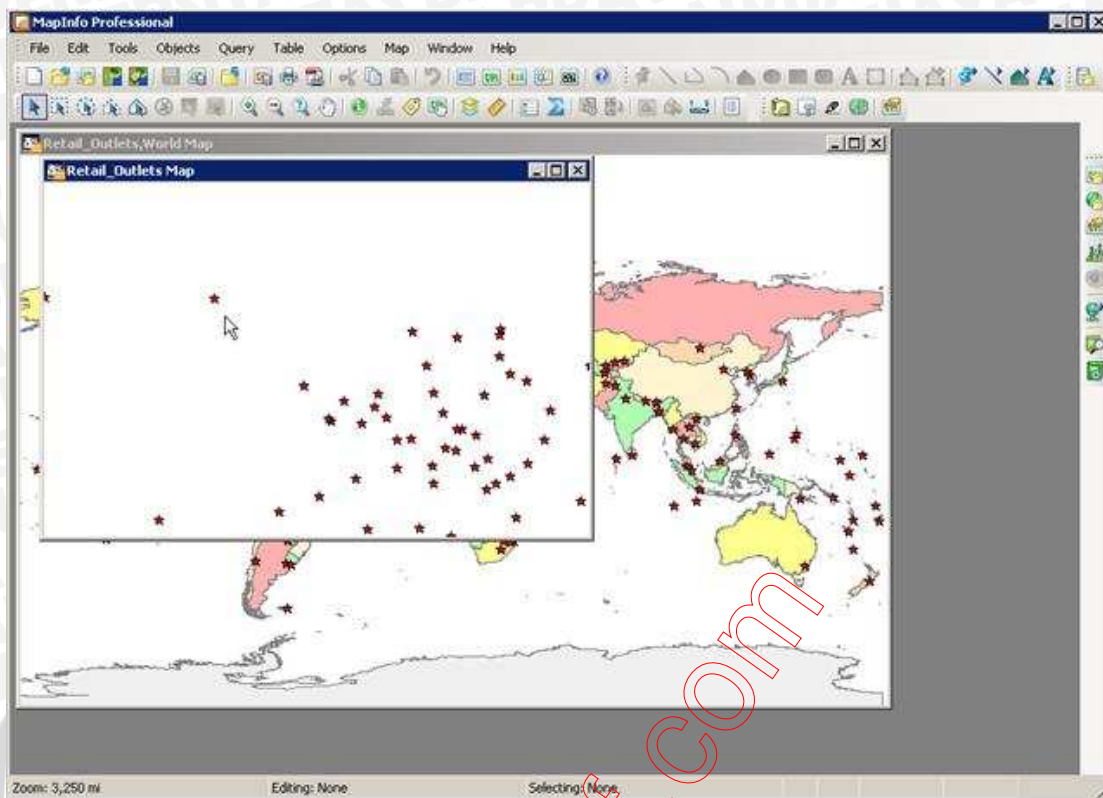 MapInfo Professional
File Edit Tools Objects Query Table Options Map Window Help
Retail_Outlets,World Map
Retail_Outlets Map
Zoom: 3,250 mi Editing: None Selecting: None
com